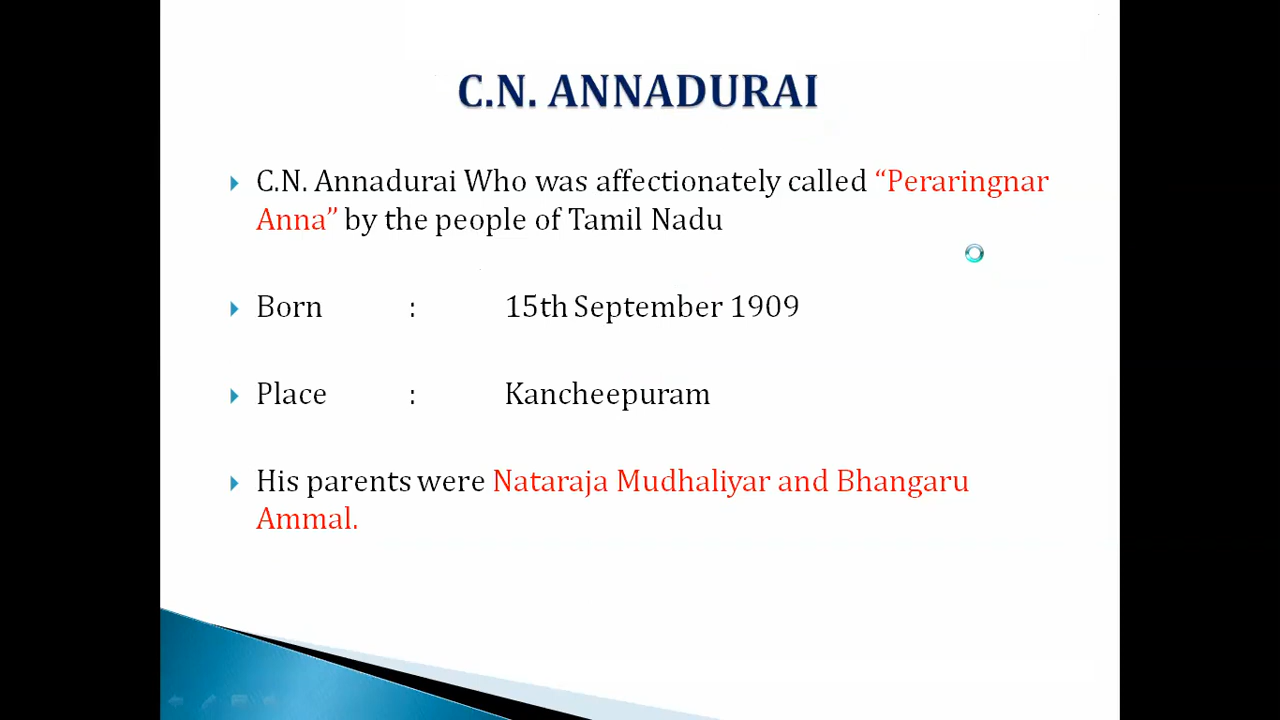 C.N. ANNADURAI
C.N. Annadurai Who was affectionately called “Peraringnar
Anna” by the people of Tamil Nadu
Born : 15th September 1909
Place : Kancheepuram
His parents were Nataraja Mudhaliyar and Bhangaru
Ammal.